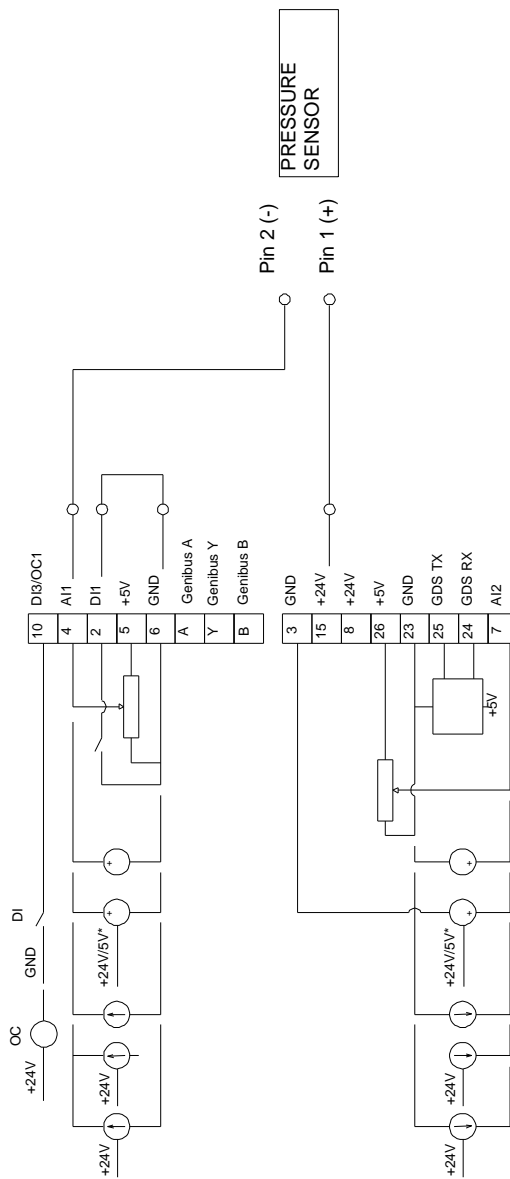 PRESSURE
SENSOR
Pin 2 (-)
Pin 1 (+)
10 DI3/OC1
4 AI1
2 DI1
5 +5V
6 GND
A Genibus A
Y Genibus Y
B Genibus B
3 GND
15 +24V
8 +24V
26 +5V
23 GND
25 GDS TX
24 GDS RX
7 AI2
+5V
DI
GND
OC
+24V
+
+
+24V/5V*
+24V
+24V
+
+
+24V/5V*
+24V
+24V